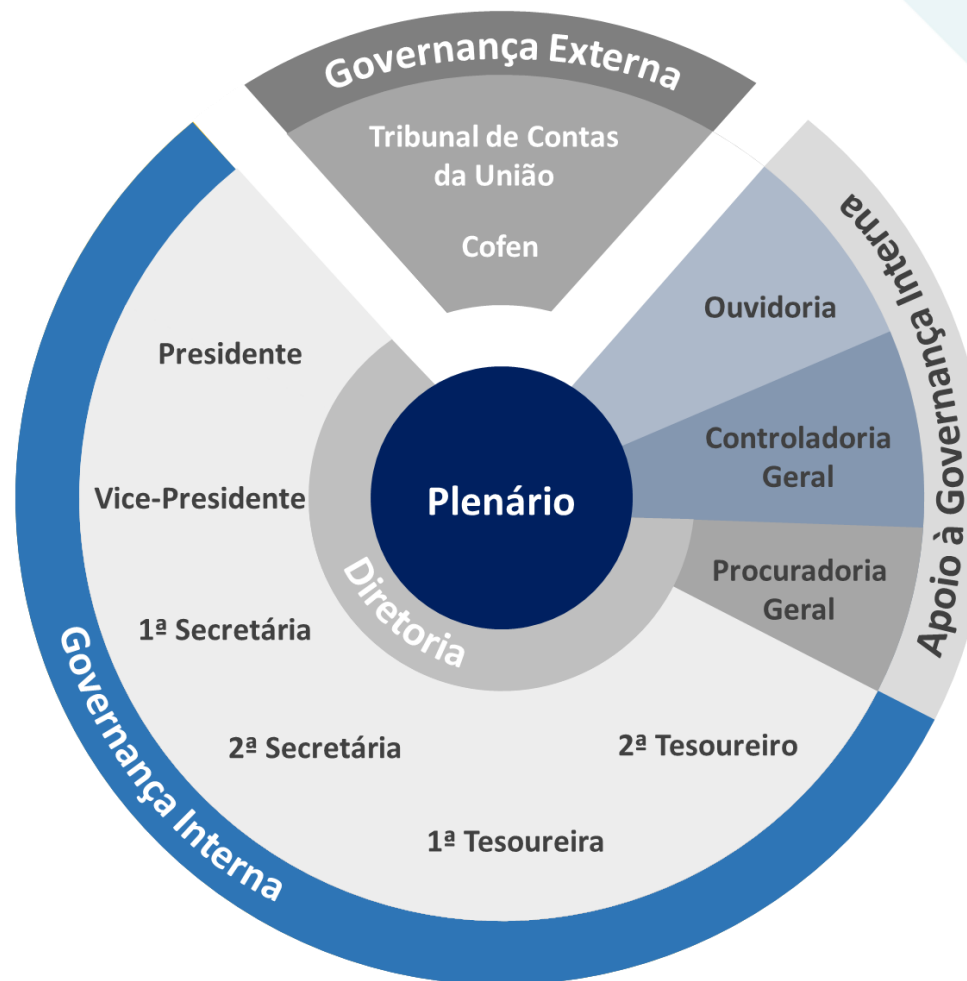 Governança Externa
Tribunal de Contas
da União
Cofen
Apoio à Governança Interna
Ouvidoria
Controladoria
Geral
Procuradoria
Geral
Plenário
Diretoria
Governança Interna
Presidente
Vice-Presidente
1ª Secretária
2ª Secretária
1ª Tesoureira
2ª Tesoureiro